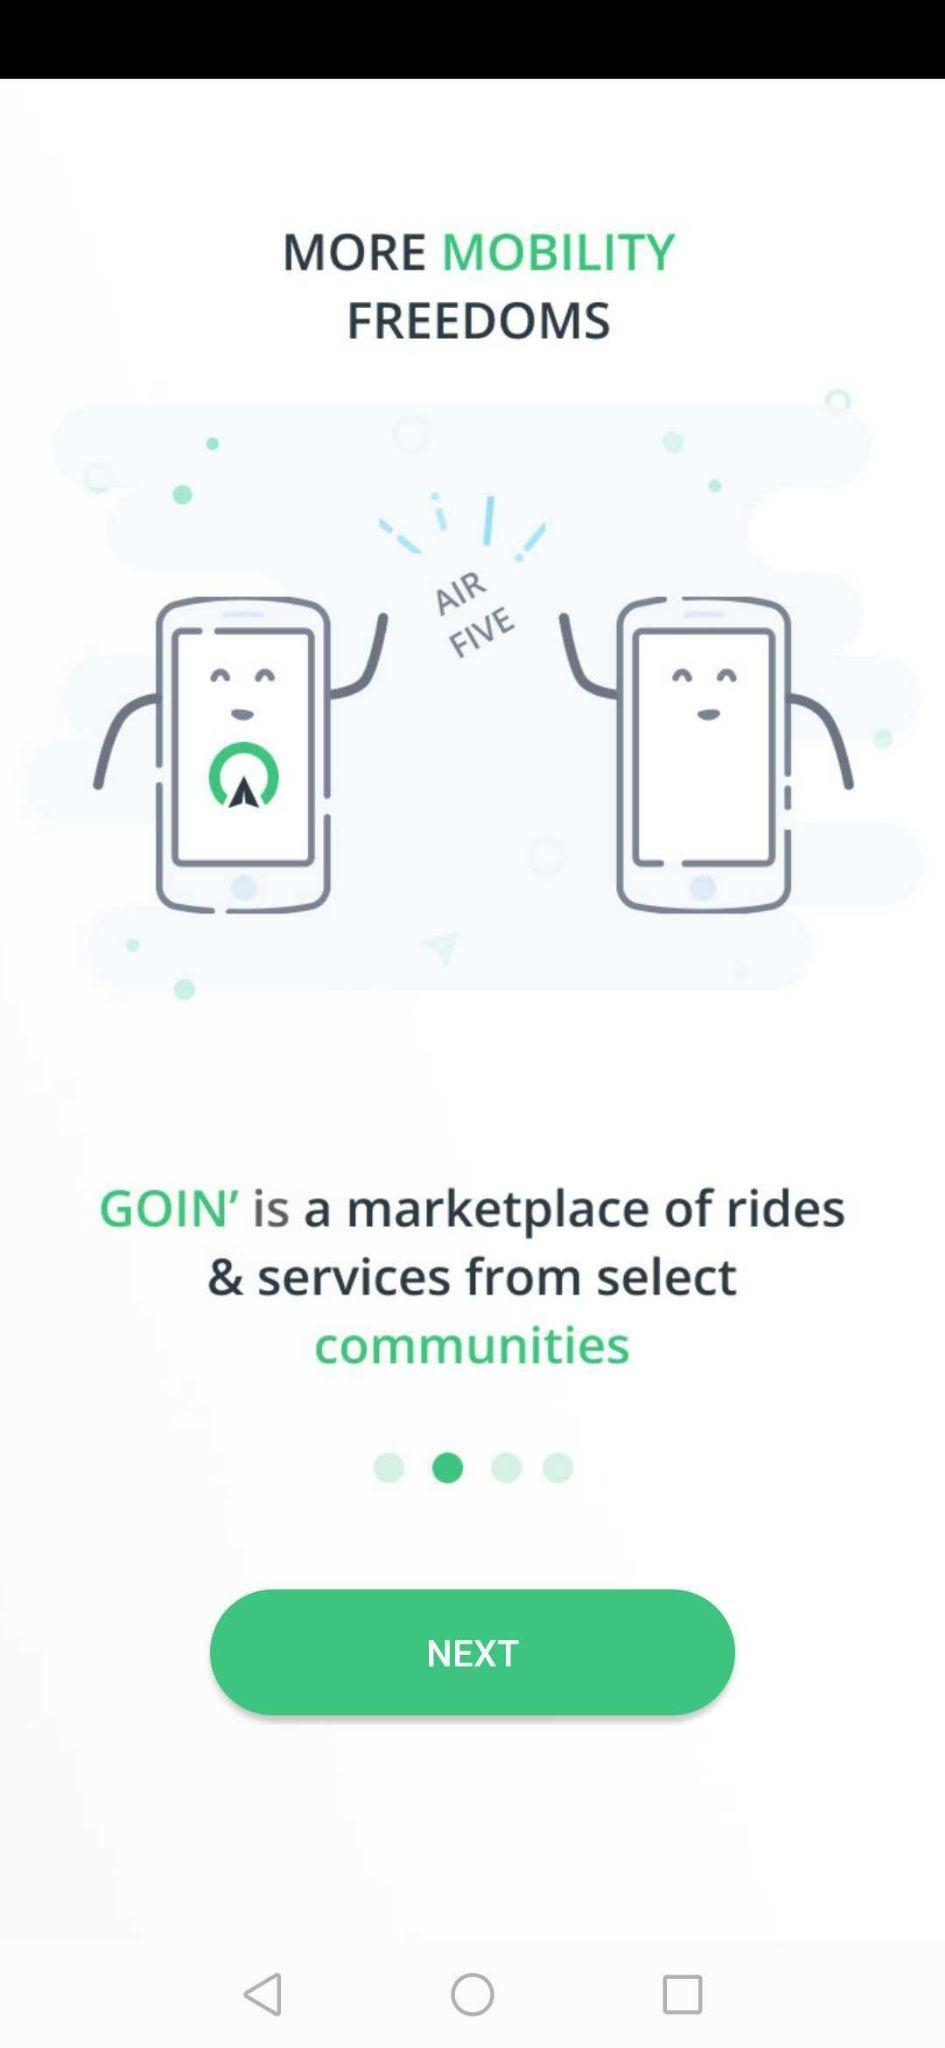 MORE MOBILITY
FREEDOMS
AIR
FIVE
GOIN’ is a marketplace of rides
& services from select
communities
NEXT